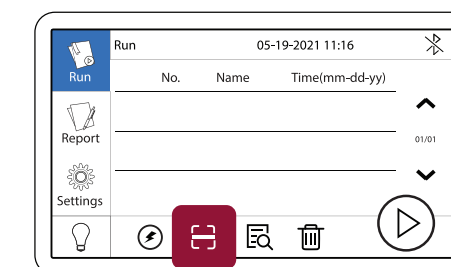 Run
Run 05-19-2021 11:16
No. Name Time(mm-dd-yy)
Report
01/01
Settings